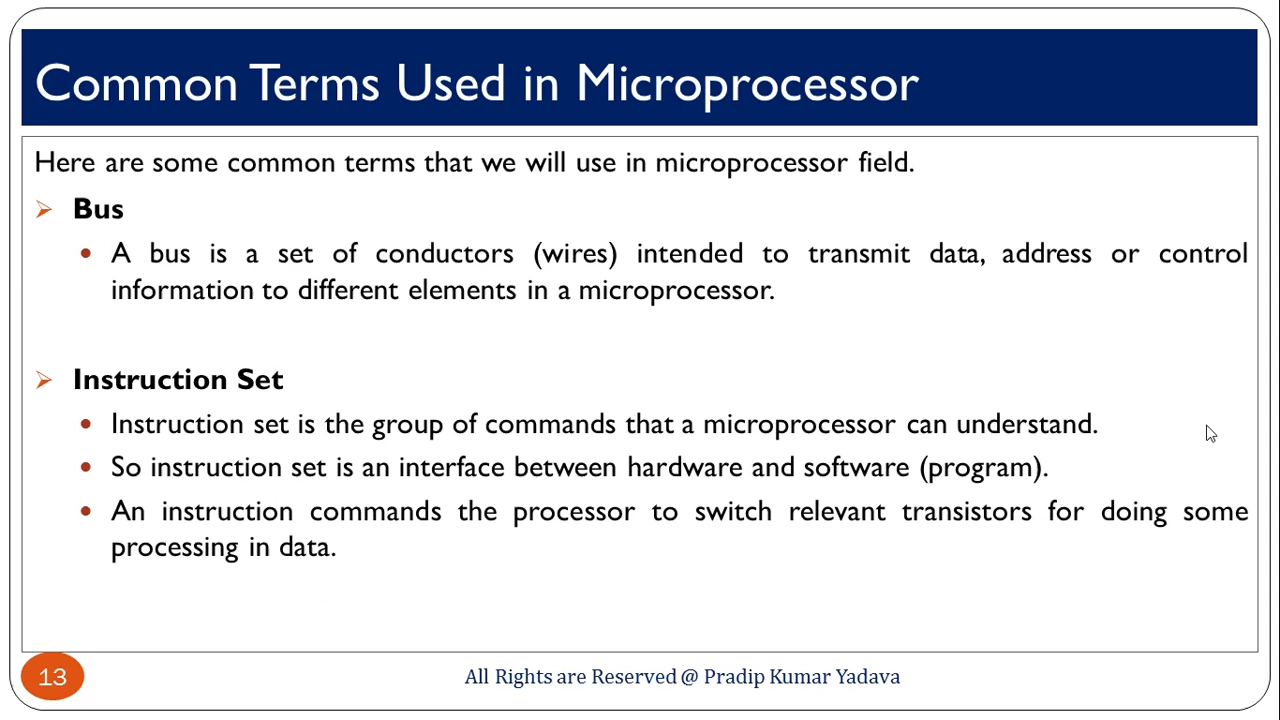 Common Terms Used in Microprocessor
Here are some common terms that we will use in microprocessor field.
Bus
A bus is a set of conductors (wires) intended to transmit data, address or control
information to different elements in a microprocessor.
Instruction Set
Instruction set is the group of commands that a microprocessor can understand.
So instruction set is an interface between hardware and software (program).
An instruction commands the processor to switch relevant transistors for doing some
processing in data.
13
All Rights are Reserved @ Pradip Kumar Yadava